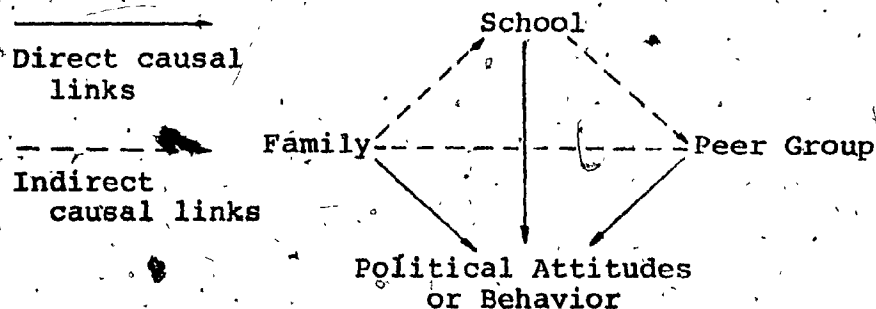 School
Direct causal
links
Family
Peer Group
Indirect
causal links
Political Attitudes
or Behavior